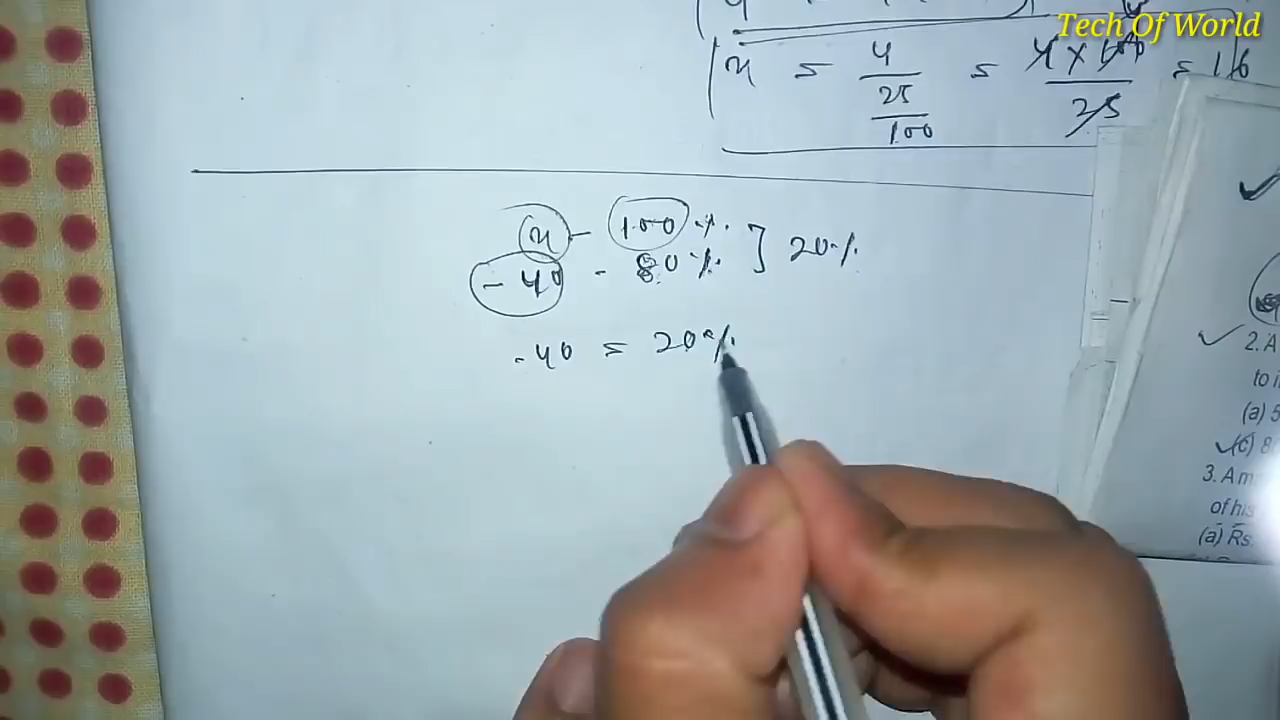 Tech Of World
x = 4 / (25/100) = 4 × 100 / 25 = 16
x - 100 %
- 40 - 80 % ] 20 %
- 40 = 20 %
2. A
to i
(a) 5
(c) 8
3. A m
of his
(a) Rs.